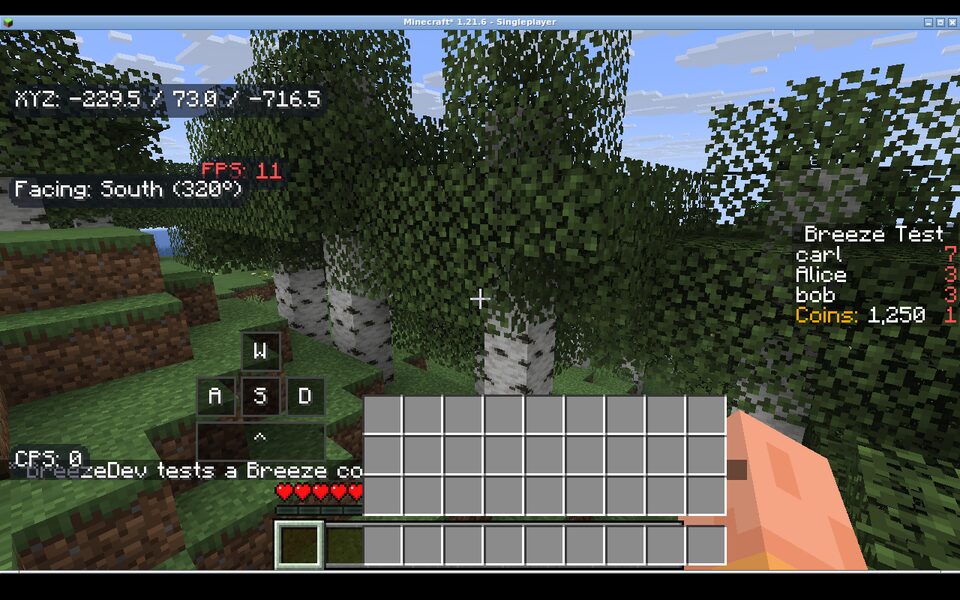 Minecraft* 1.21.6 - Singleplayer
XYZ: -229.5 / 73.0 / -716.5
FPS: 11
Facing: South (320°)
Breeze Test
carl 7
Alice 3
bob 3
Coins: 1,250 1
W
A S D
^
CPS: 0
BreezeDev tests a Breeze co